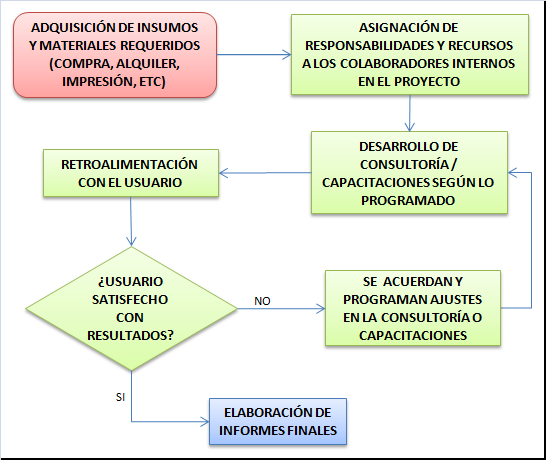 ADQUISICIÓN DE INSUMOS
Y MATERIALES REQUERIDOS
(COMPRA, ALQUILER,
IMPRESIÓN, ETC)
ASIGNACIÓN DE
RESPONSABILIDADES Y RECURSOS
A LOS COLABORADORES INTERNOS
EN EL PROYECTO
DESARROLLO DE
CONSULTORÍA /
CAPACITACIONES SEGÚN LO
PROGRAMADO
RETROALIMENTACIÓN
CON EL USUARIO
¿USUARIO
SATISFECHO
CON
RESULTADOS?
NO
SE ACUERDAN Y
PROGRAMAN AJUSTES
EN LA CONSULTORÍA O
CAPACITACIONES
SI
ELABORACIÓN DE
INFORMES FINALES